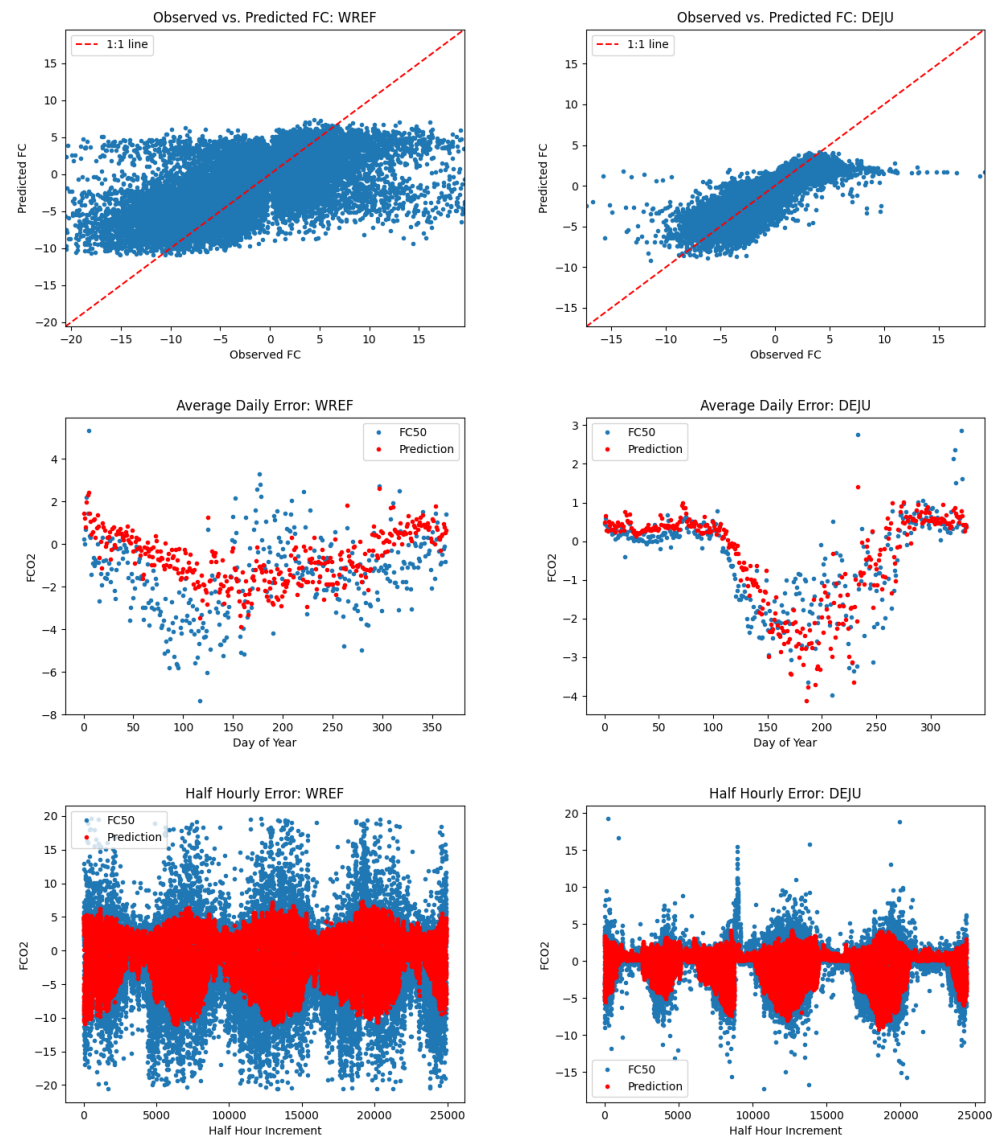 Observed vs. Predicted FC: WREF
1:1 line
15
10
5
0
−5
−10
−15
−20
Predicted FC
−20 −15 −10 −5 0 5 10 15
Observed FC
Observed vs. Predicted FC: DEJU
1:1 line
15
10
5
0
−5
−10
−15
Predicted FC
−15 −10 −5 0 5 10 15
Observed FC
Average Daily Error: WREF
FC50
Prediction
4
2
0
−2
−4
−6
−8
FCO2
0 50 100 150 200 250 300 350
Day of Year
Average Daily Error: DEJU
FC50
Prediction
3
2
1
0
−1
−2
−3
−4
FCO2
0 50 100 150 200 250 300
Day of Year
Half Hourly Error: WREF
FC50
Prediction
20
15
10
5
0
−5
−10
−15
−20
FCO2
0 5000 10000 15000 20000 25000
Half Hour Increment
Half Hourly Error: DEJU
20
15
10
5
0
−5
−10
−15
FCO2
FC50
Prediction
0 5000 10000 15000 20000 25000
Half Hour Increment